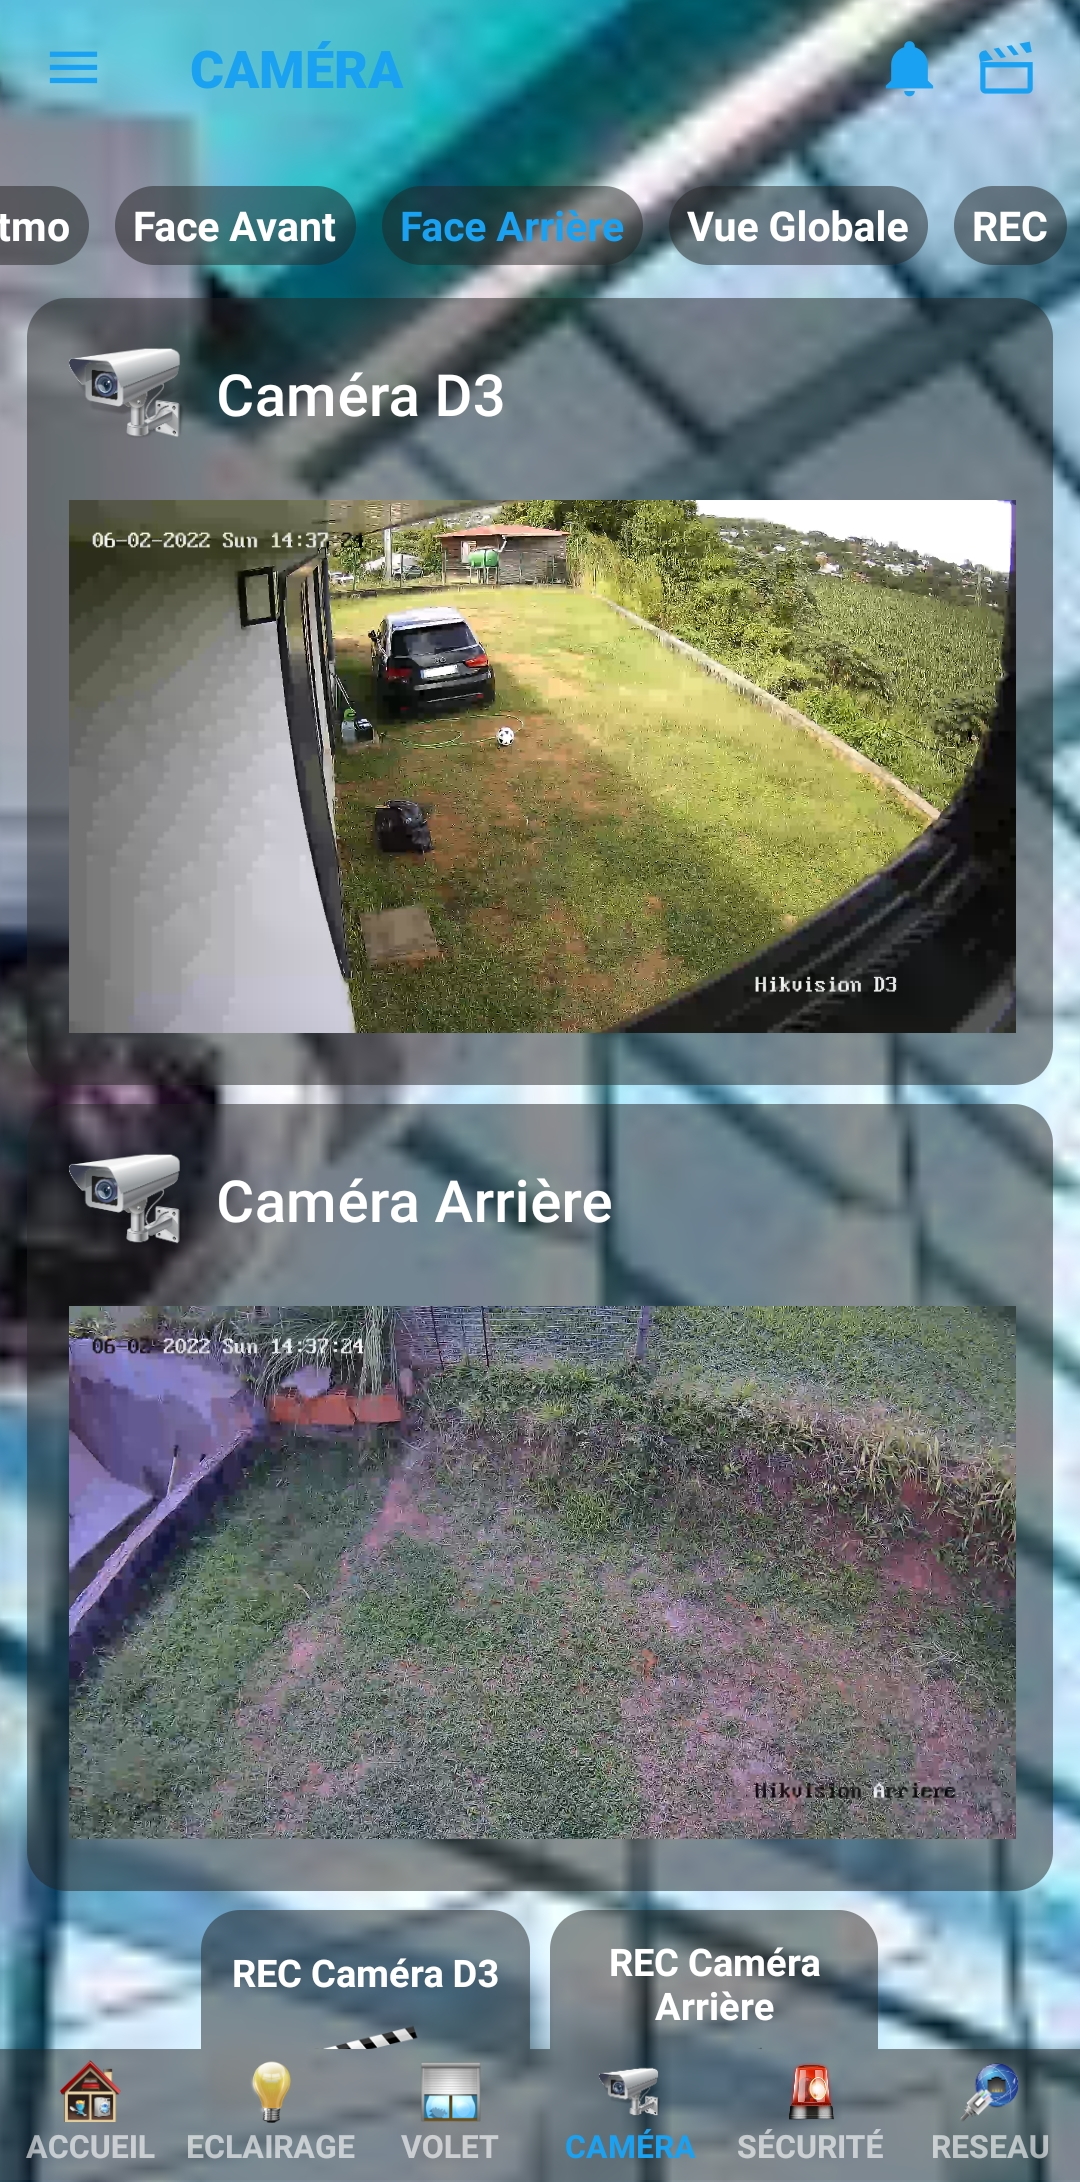 CAMÉRA
tmo
Face Avant
Face Arrière
Vue Globale
REC
Caméra D3
06-02-2022 Sun 14:37:24
Hikvision D3
Caméra Arrière
06-02-2022 Sun 14:37:24
Hikvision Arriere
REC Caméra D3
REC Caméra
Arrière
ACCUEIL
ECLAIRAGE
VOLET
CAMÉRA
SÉCURITÉ
RESEAU